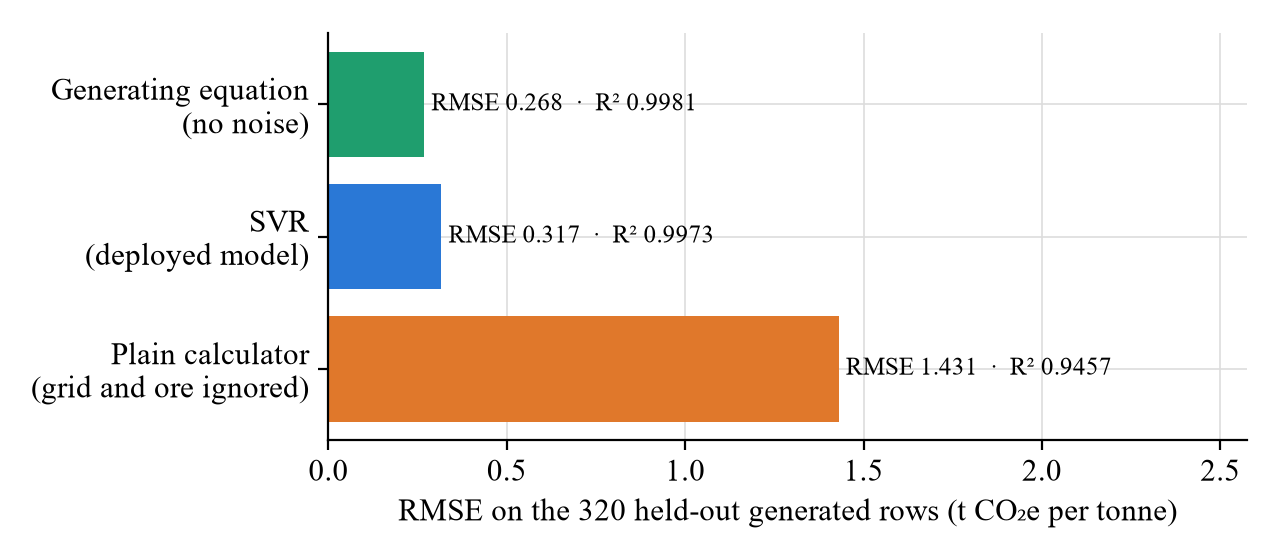 Generating equation
(no noise)
RMSE 0.268 · R² 0.9981
SVR
(deployed model)
RMSE 0.317 · R² 0.9973
Plain calculator
(grid and ore ignored)
RMSE 1.431 · R² 0.9457
0.0 0.5 1.0 1.5 2.0 2.5
RMSE on the 320 held-out generated rows (t CO₂e per tonne)